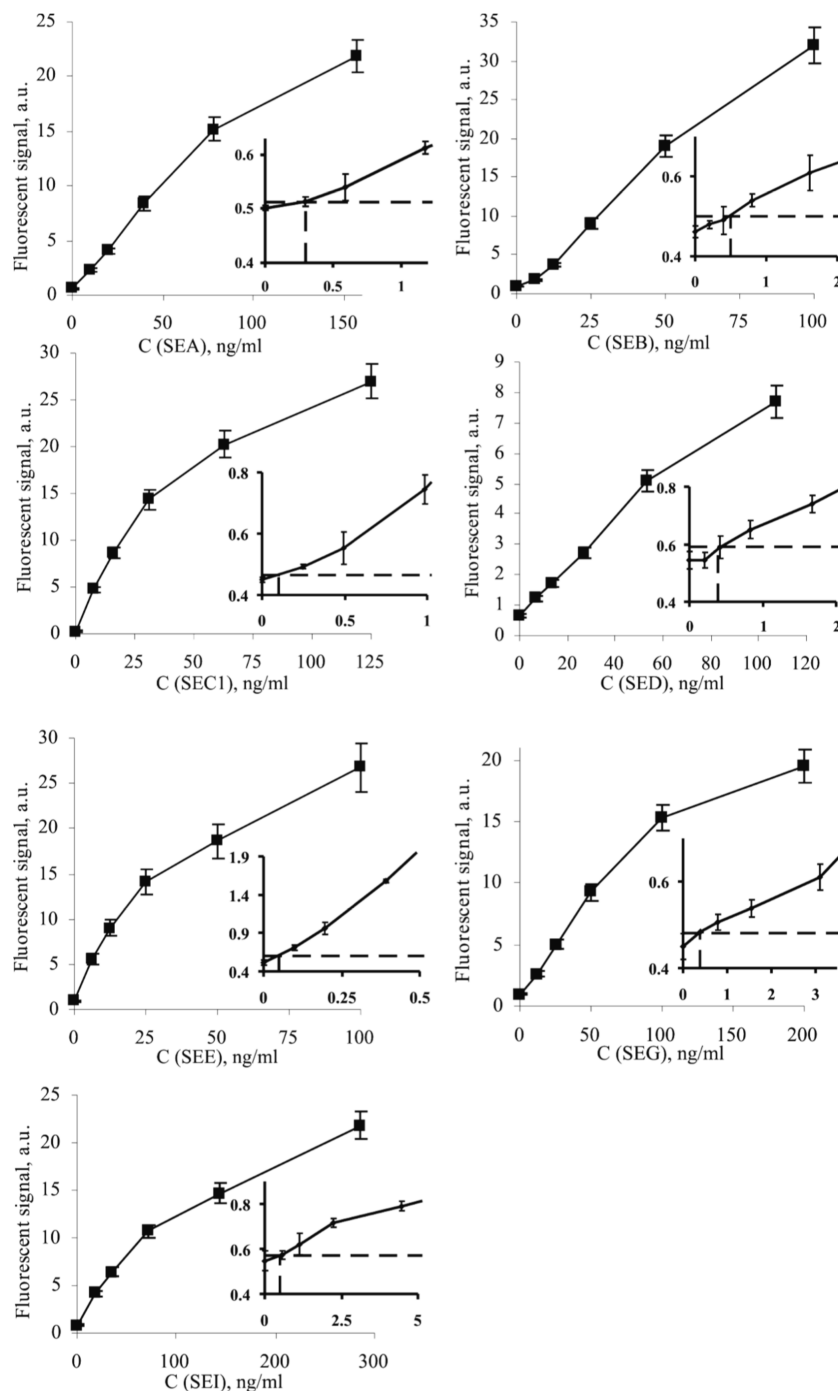 Fluorescent signal, a.u.
25
20
15
10
5
0
0 50 100 150
C (SEA), ng/ml
0.6
0.5
0.4
0 0.5 1
Fluorescent signal, a.u.
35
30
25
20
15
10
5
0
0 25 50 75 100
C (SEB), ng/ml
0.6
0.4
0 1 2
Fluorescent signal, a.u.
30
25
20
15
10
5
0
0 25 50 75 100 125
C (SEC1), ng/ml
0.8
0.6
0.4
0 0.5 1
Fluorescent signal, a.u.
9
8
7
6
5
4
3
2
1
0
0 20 40 60 80 100 120
C (SED), ng/ml
0.8
0.6
0.4
0 1 2
Fluorescent signal, a.u.
30
25
20
15
10
5
0
0 25 50 75 100
C (SEE), ng/ml
1.9
1.4
0.9
0.4
0 0.25 0.5
Fluorescent signal, a.u.
20
15
10
5
0
0 50 100 150 200
C (SEG), ng/ml
0.6
0.4
0 1 2 3
Fluorescent signal, a.u.
25
20
15
10
5
0
0 100 200 300
C (SEI), ng/ml
0.8
0.6
0.4
0 2.5 5